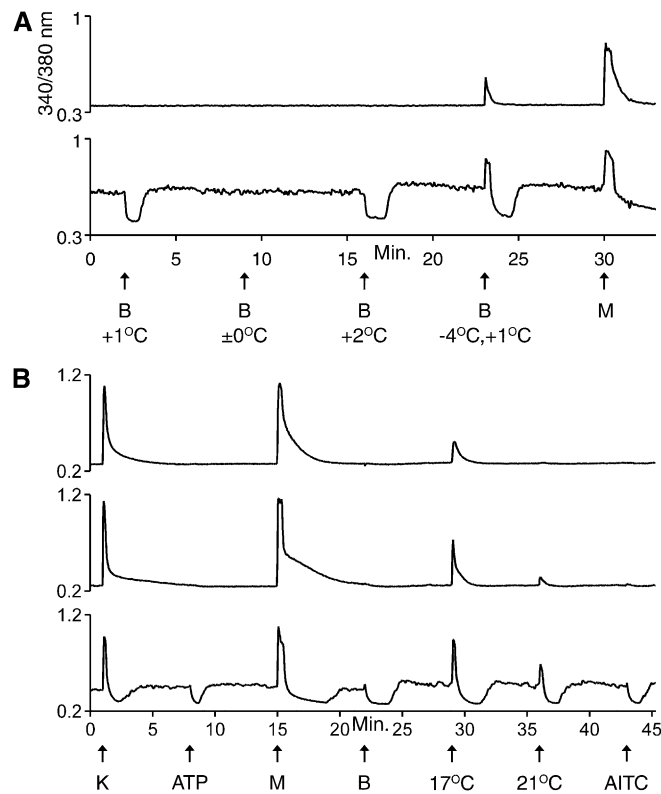 A
340/380 nm
1
0.3
1
0.3
0 5 10 15 20 25 30
Min.
B B B B M
+1°C ±0°C +2°C -4°C,+1°C
B
1.2
0.2
1.2
0.2
1.2
0.2
0 5 10 15 20 Min. 25 30 35 40 45
K ATP M B 17°C 21°C AITC